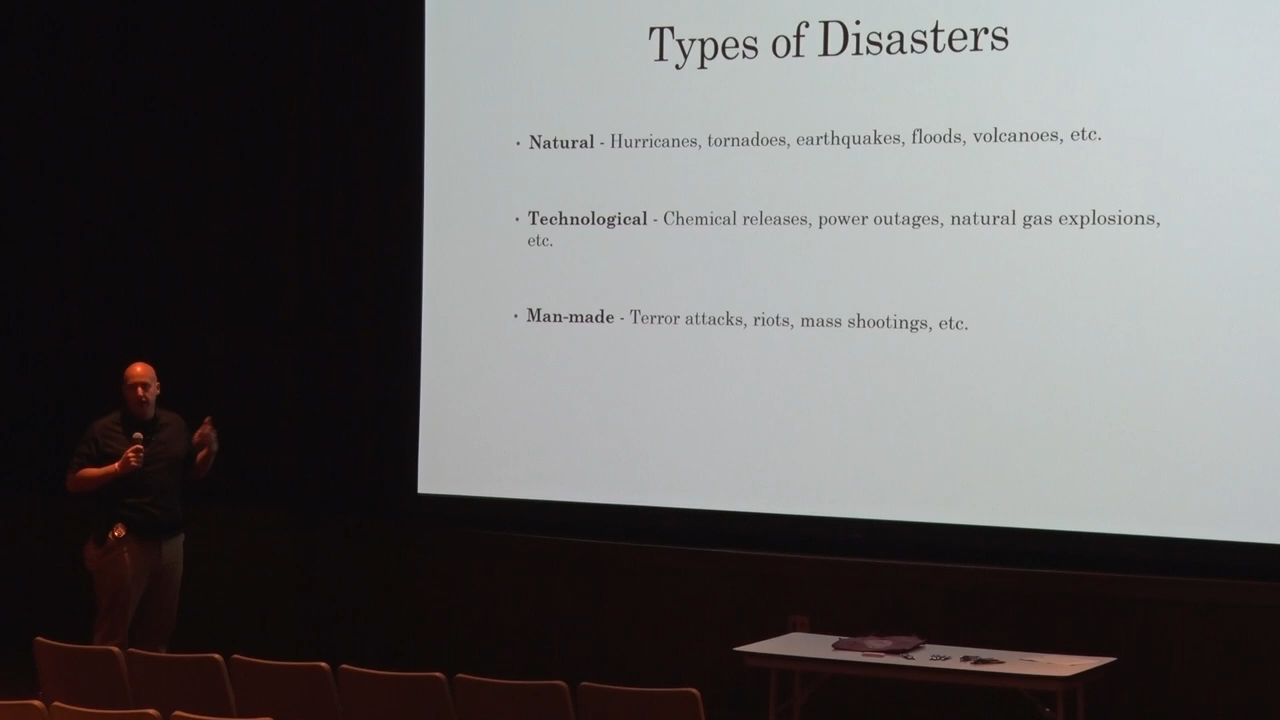 Types of Disasters
• Natural - Hurricanes, tornadoes, earthquakes, floods, volcanoes, etc.
• Technological - Chemical releases, power outages, natural gas explosions,
etc.
• Man-made - Terror attacks, riots, mass shootings, etc.